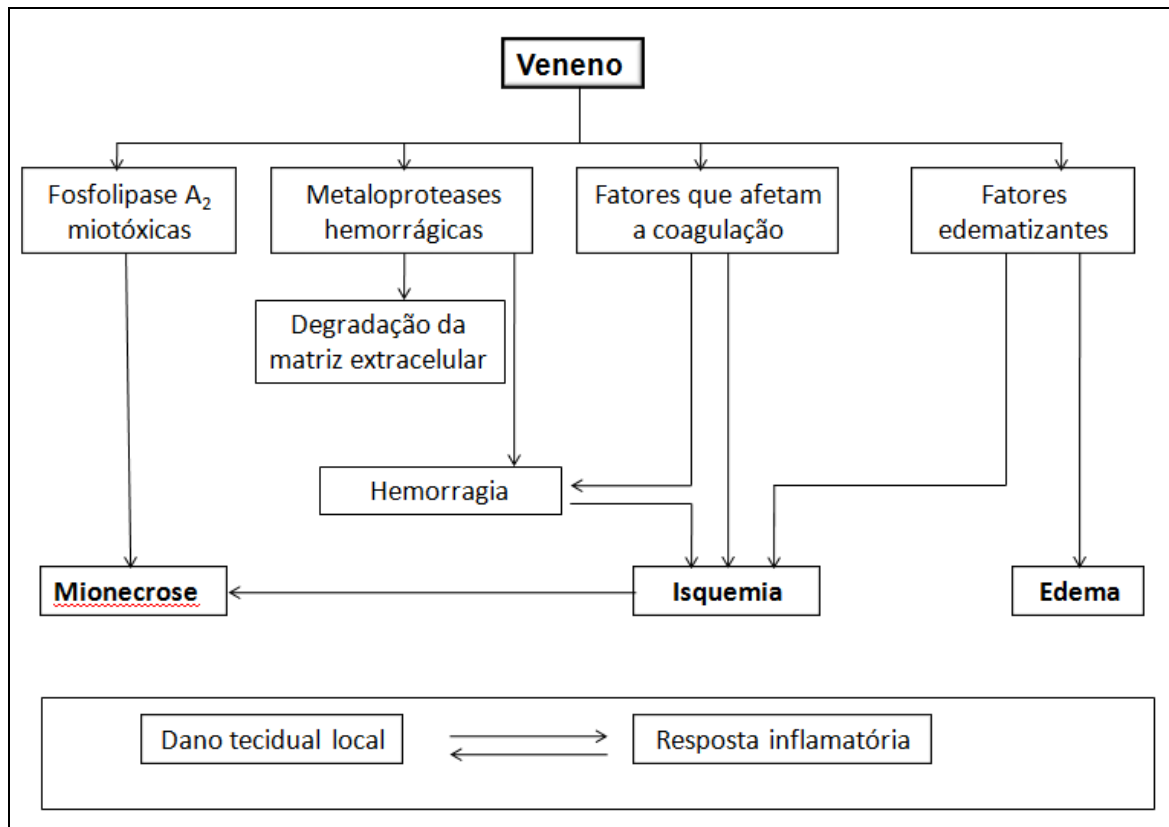 Veneno
Fosfolipase A₂
miotóxicas
Metaloproteases
hemorrágicas
Fatores que afetam
a coagulação
Fatores
edematizantes
Degradação da
matriz extracelular
Hemorragia
Mionecrose
Isquemia
Edema
Dano tecidual local
Resposta inflamatória